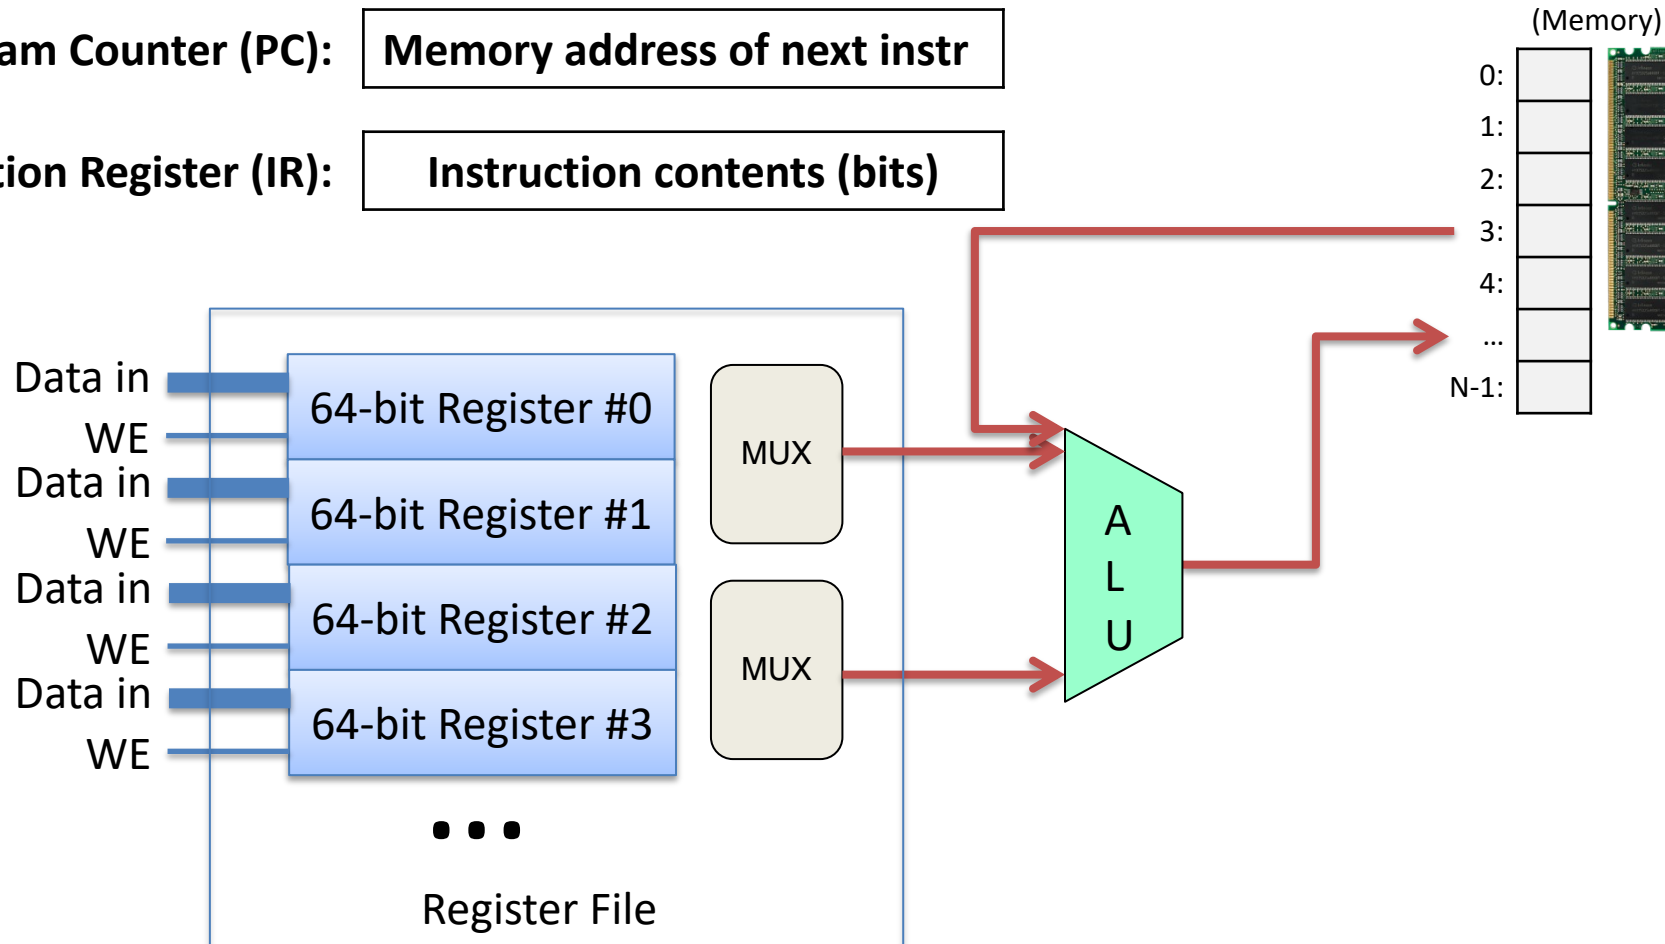 am Counter (PC): Memory address of next instr
tion Register (IR): Instruction contents (bits)
(Memory)
0:
1:
2:
3:
4:
...
N-1:
Data in
WE
Data in
WE
Data in
WE
Data in
WE
64-bit Register #0
64-bit Register #1
64-bit Register #2
64-bit Register #3
...
Register File
MUX
MUX
A
L
U